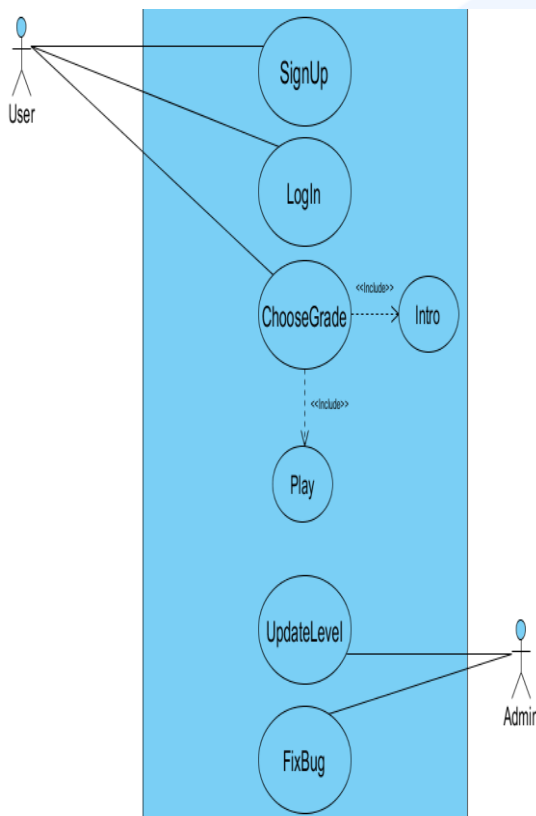 SignUp
User
LogIn
<<Include>>
ChooseGrade
Intro
<<Include>>
Play
UpdateLevel
Admin
FixBug